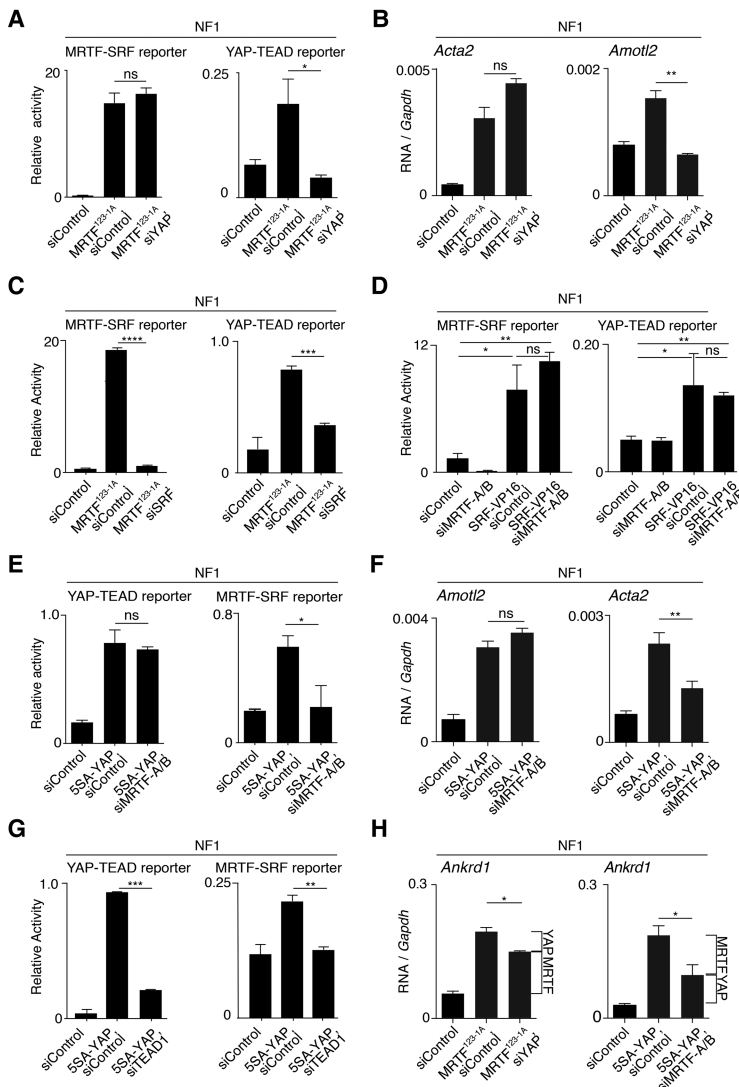 A
NF1
MRTF-SRF reporter
YAP-TEAD reporter
Relative activity
20
0
ns
0.25
0
*
siControl
MRTF123-1A,
siControl
MRTF123-1A,
siYAP
siControl
MRTF123-1A,
siControl
MRTF123-1A,
siYAP
B
NF1
Acta2
Amotl2
RNA / Gapdh
0.005
0
ns
0.002
0
**
siControl
MRTF123-1A,
siControl
MRTF123-1A,
siYAP
siControl
MRTF123-1A,
siControl
MRTF123-1A,
siYAP
C
NF1
MRTF-SRF reporter
YAP-TEAD reporter
Relative Activity
20
0
****
1.0
0
***
siControl
MRTF123-1A,
siControl
MRTF123-1A,
siSRF
siControl
MRTF123-1A,
siControl
MRTF123-1A,
siSRF
D
NF1
MRTF-SRF reporter
YAP-TEAD reporter
Relative Activity
12
0
**
*
ns
0.20
0
**
*
ns
siControl
siMRTF-A/B
SRF-VP16,
siControl
SRF-VP16,
siMRTF-A/B
siControl
siMRTF-A/B
SRF-VP16,
siControl
SRF-VP16,
siMRTF-A/B
E
NF1
YAP-TEAD reporter
MRTF-SRF reporter
Relative activity
1.0
0
ns
0.8
0
*
siControl
5SA-YAP,
siControl
5SA-YAP,
siMRTF-A/B
siControl
5SA-YAP,
siControl
5SA-YAP,
siMRTF-A/B
F
NF1
Amotl2
Acta2
RNA / Gapdh
0.004
0
ns
0.003
0
**
siControl
5SA-YAP,
siControl
5SA-YAP,
siMRTF-A/B
siControl
5SA-YAP,
siControl
5SA-YAP,
siMRTF-A/B
G
NF1
YAP-TEAD reporter
MRTF-SRF reporter
Relative Activity
1.0
0
***
0.25
0
**
siControl
5SA-YAP,
siControl
5SA-YAP,
siTEAD1
siControl
5SA-YAP,
siControl
5SA-YAP,
siTEAD1
H
NF1
Ankrd1
Ankrd1
RNA / Gapdh
0.3
0
*
YAP
MRTF
0.3
0
*
MRTF
YAP
siControl
MRTF123-1A,
siControl
MRTF123-1A,
siYAP
siControl
5SA-YAP,
siControl
5SA-YAP,
siMRTF-A/B